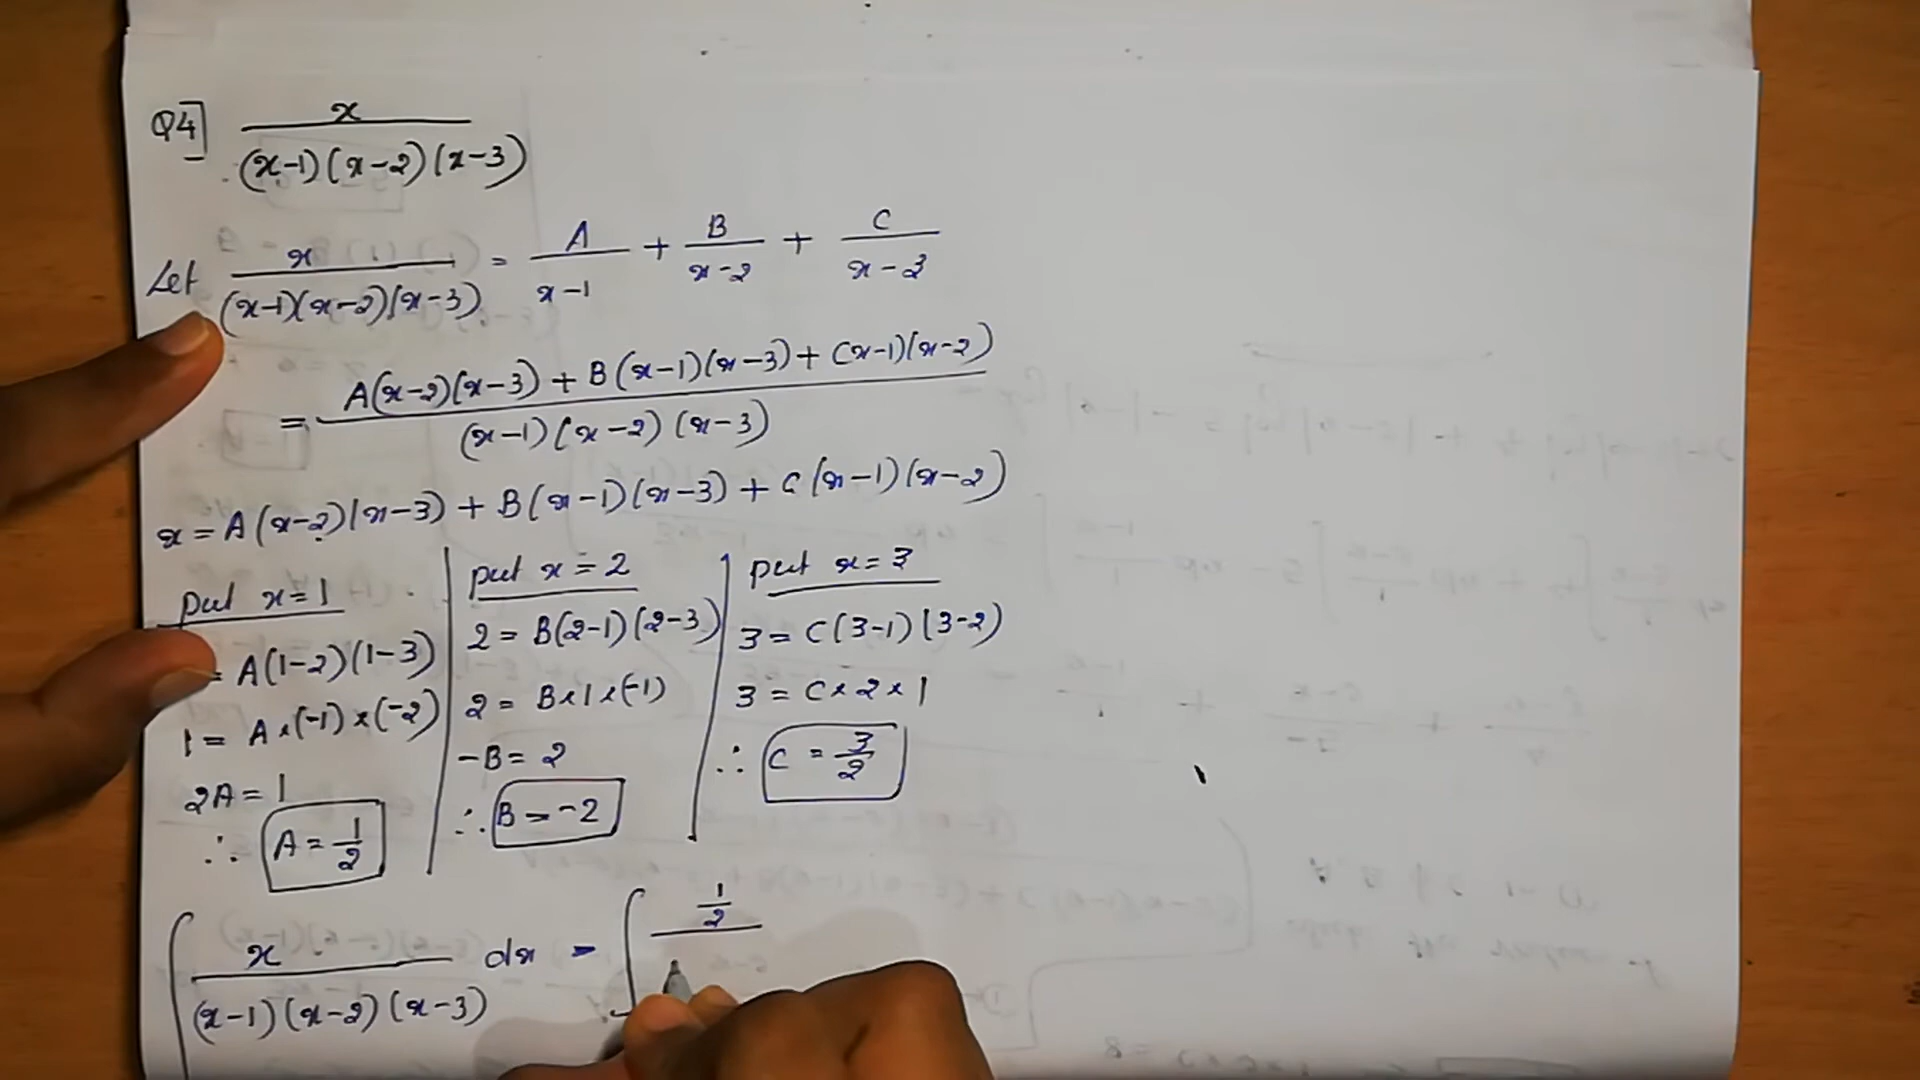 Q4] x
(x-1)(x-2)(x-3)
Let x/(x-1)(x-2)(x-3) = A/x-1 + B/x-2 + C/x-3
= A(x-2)(x-3) + B(x-1)(x-3) + C(x-1)(x-2)
(x-1)(x-2)(x-3)
x = A(x-2)(x-3) + B(x-1)(x-3) + C(x-1)(x-2)
put x=1
= A(1-2)(1-3)
1 = A×(-1)×(-2)
2A = 1
∴ A = 1/2
put x=2
2 = B(2-1)(2-3)
2 = B×1×(-1)
-B = 2
∴ B = -2
put x=3
3 = C(3-1)(3-2)
3 = C×2×1
∴ C = 3/2
∫ x/(x-1)(x-2)(x-3) dx = ∫ 1/2